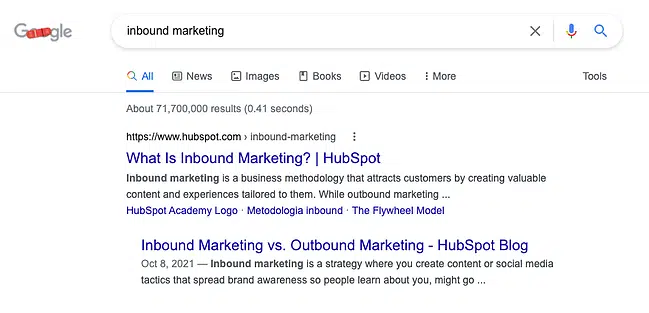 Google
inbound marketing
All News Images Books Videos More Tools
About 71,700,000 results (0.41 seconds)
https://www.hubspot.com › inbound-marketing
What Is Inbound Marketing? | HubSpot
Inbound marketing is a business methodology that attracts customers by creating valuable
content and experiences tailored to them. While outbound marketing ...
HubSpot Academy Logo · Metodologia inbound · The Flywheel Model
Inbound Marketing vs. Outbound Marketing - HubSpot Blog
Oct 8, 2021 — Inbound marketing is a strategy where you create content or social media
tactics that spread brand awareness so people learn about you, might go ...